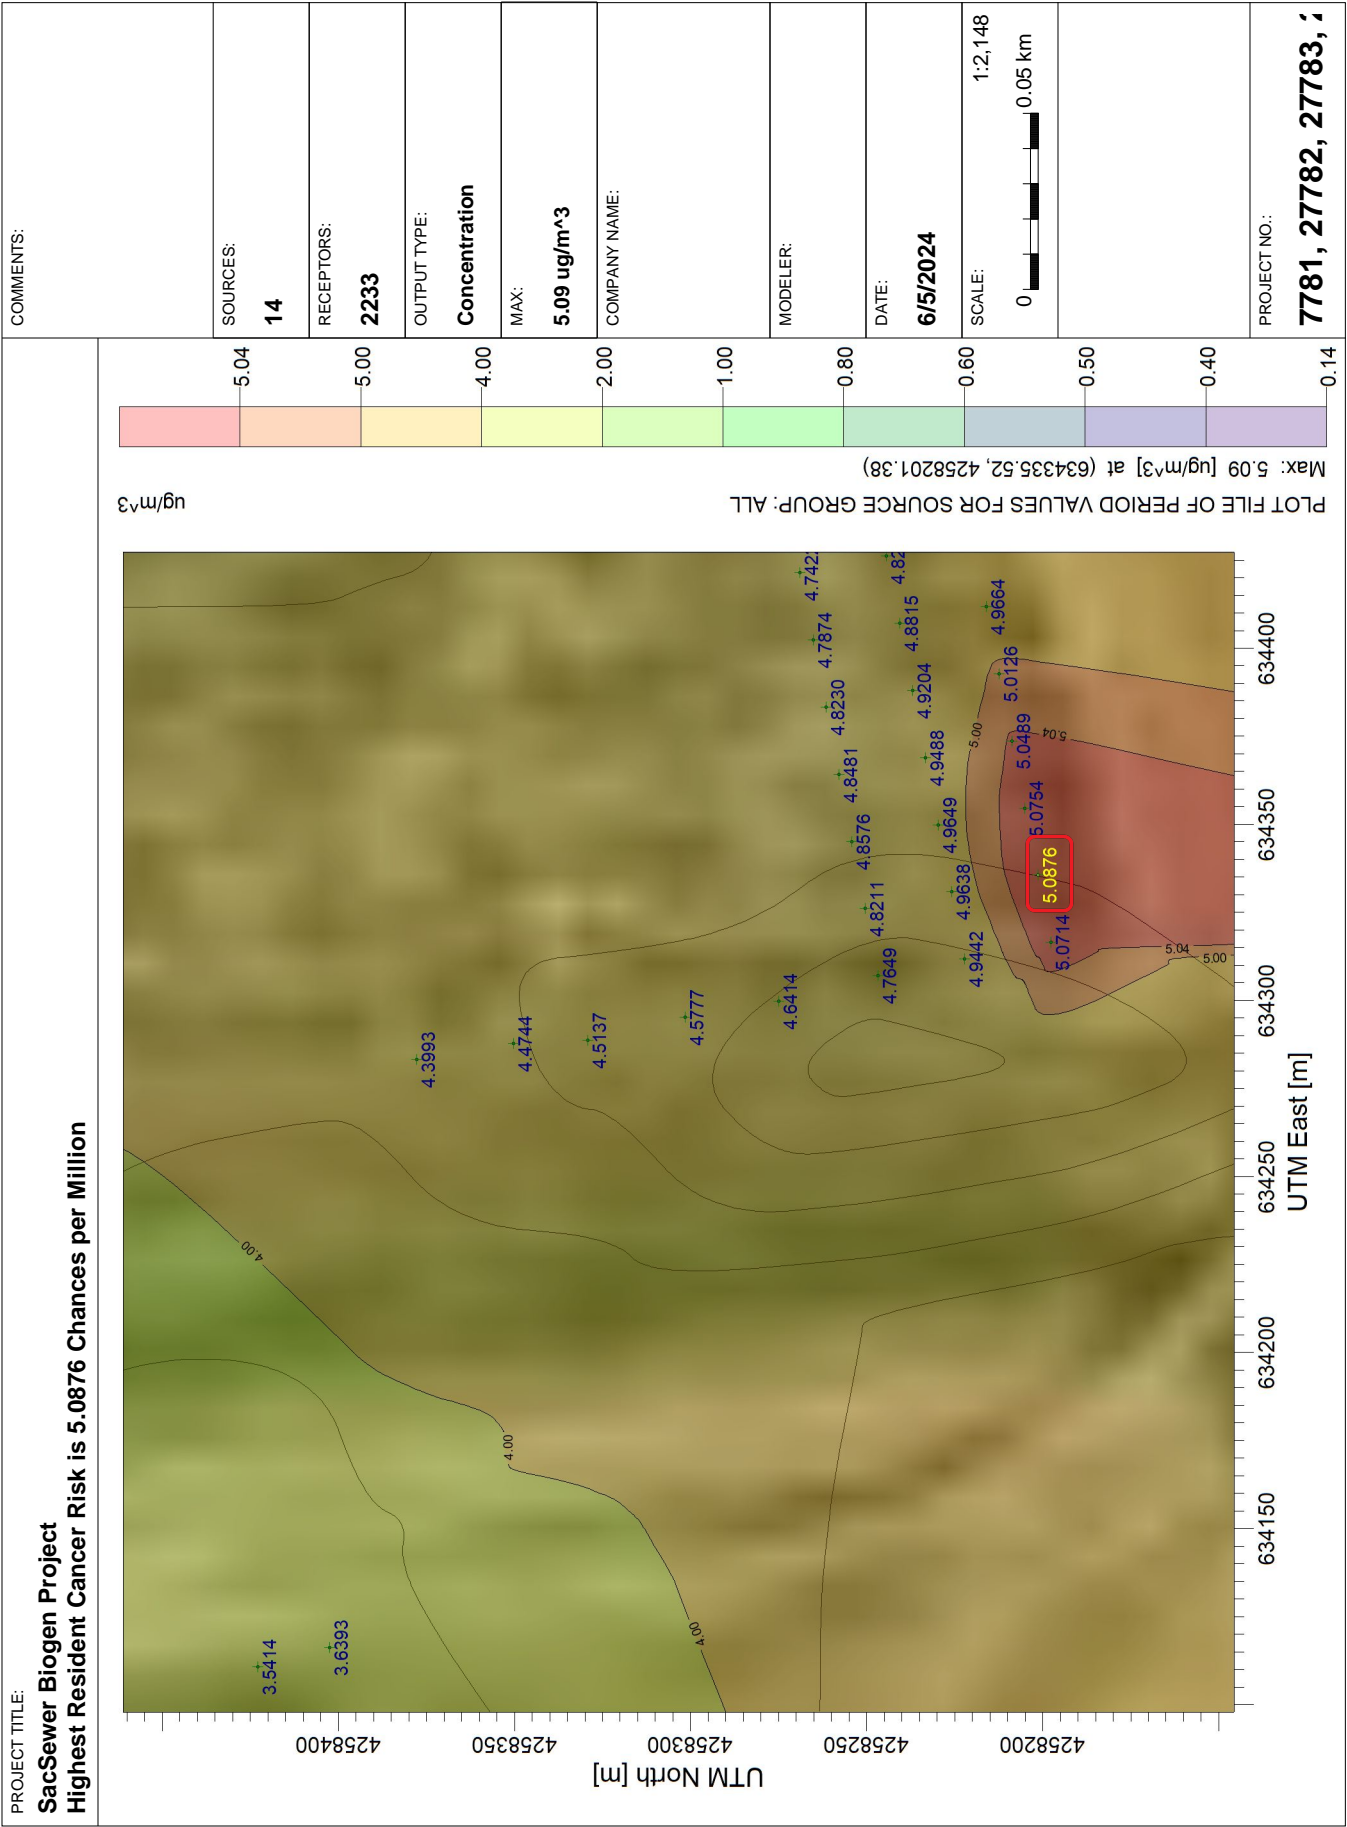 PROJECT TITLE:
SacSewer Biogen Project
Highest Resident Cancer Risk is 5.0876 Chances per Million
UTM North [m]
4258400
4258350
4258300
4258250
4258200
UTM East [m]
634150
634200
634250
634300
634350
634400
3.5414
3.6393
4.3993
4.4744
4.5137
4.5777
4.6414
4.7649
4.8211
4.8576
4.8481
4.8230
4.7874
4.742
4.9442
4.9638
4.9649
4.9488
4.9204
4.8815
4.82
5.0714
5.0876
5.0754
5.0489
5.0126
4.9664
4.00
4.00
4.00
5.00
5.04
5.04
5.00
PLOT FILE OF PERIOD VALUES FOR SOURCE GROUP: ALL
ug/m^3
Max: 5.09 [ug/m^3] at (634335.52, 4258201.38)
5.04
5.00
4.00
2.00
1.00
0.80
0.60
0.50
0.40
0.14
COMMENTS:
SOURCES:
14
RECEPTORS:
2233
OUTPUT TYPE:
Concentration
MAX:
5.09 ug/m^3
COMPANY NAME:
MODELER:
DATE:
6/5/2024
SCALE:
1:2,148
0
0.05 km
PROJECT NO.:
7781, 27782, 27783,